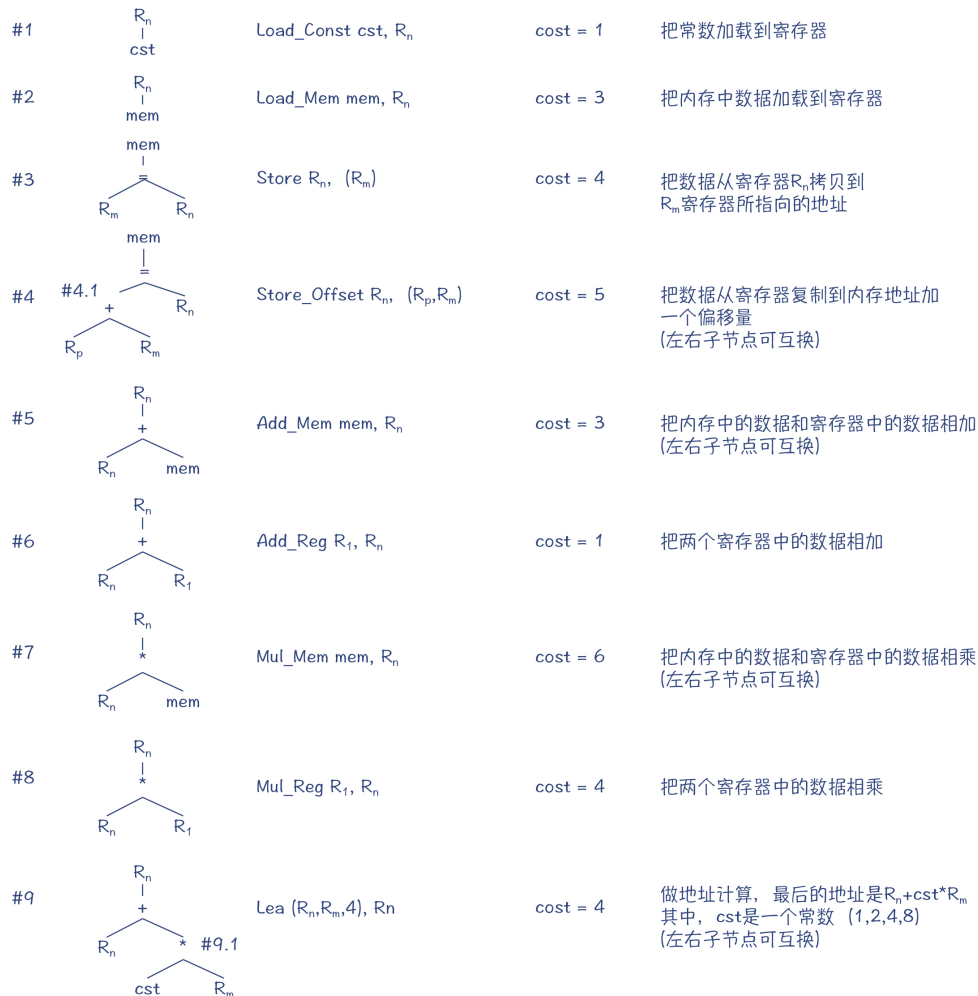 #1
Rn
cst
Load_Const cst, Rn
cost = 1
把常数加载到寄存器
#2
Rn
mem
Load_Mem mem, Rn
cost = 3
把内存中数据加载到寄存器
#3
mem
=
Rm Rn
Store Rn, (Rm)
cost = 4
把数据从寄存器Rn拷贝到
Rm寄存器所指向的地址
#4
mem
=
#4.1
+
Rn
Rp Rm
Store_Offset Rn, (Rp,Rm)
cost = 5
把数据从寄存器复制到内存地址加
一个偏移量
(左右子节点可互换)
#5
Rn
+
Rn mem
Add_Mem mem, Rn
cost = 3
把内存中的数据和寄存器中的数据相加
(左右子节点可互换)
#6
Rn
+
Rn R1
Add_Reg R1, Rn
cost = 1
把两个寄存器中的数据相加
#7
Rn
*
Rn mem
Mul_Mem mem, Rn
cost = 6
把内存中的数据和寄存器中的数据相乘
(左右子节点可互换)
#8
Rn
*
Rn R1
Mul_Reg R1, Rn
cost = 4
把两个寄存器中的数据相乘
#9
Rn
+
Rn * #9.1
cst Rm
Lea (Rn,Rm,4), Rn
cost = 4
做地址计算，最后的地址是Rn+cst*Rm
其中，cst是一个常数 (1,2,4,8)
(左右子节点可互换)